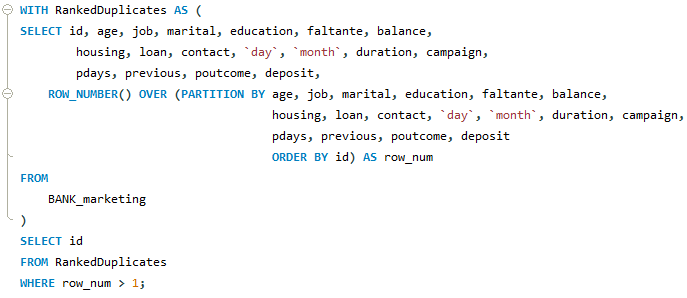 WITH RankedDuplicates AS (
SELECT id, age, job, marital, education, faltante, balance,
housing, loan, contact, `day`, `month`, duration, campaign,
pdays, previous, poutcome, deposit,
ROW_NUMBER() OVER (PARTITION BY age, job, marital, education, faltante, balance,
housing, loan, contact, `day`, `month`, duration, campaign,
pdays, previous, poutcome, deposit
ORDER BY id) AS row_num
FROM
BANK_marketing
)
SELECT id
FROM RankedDuplicates
WHERE row_num > 1;